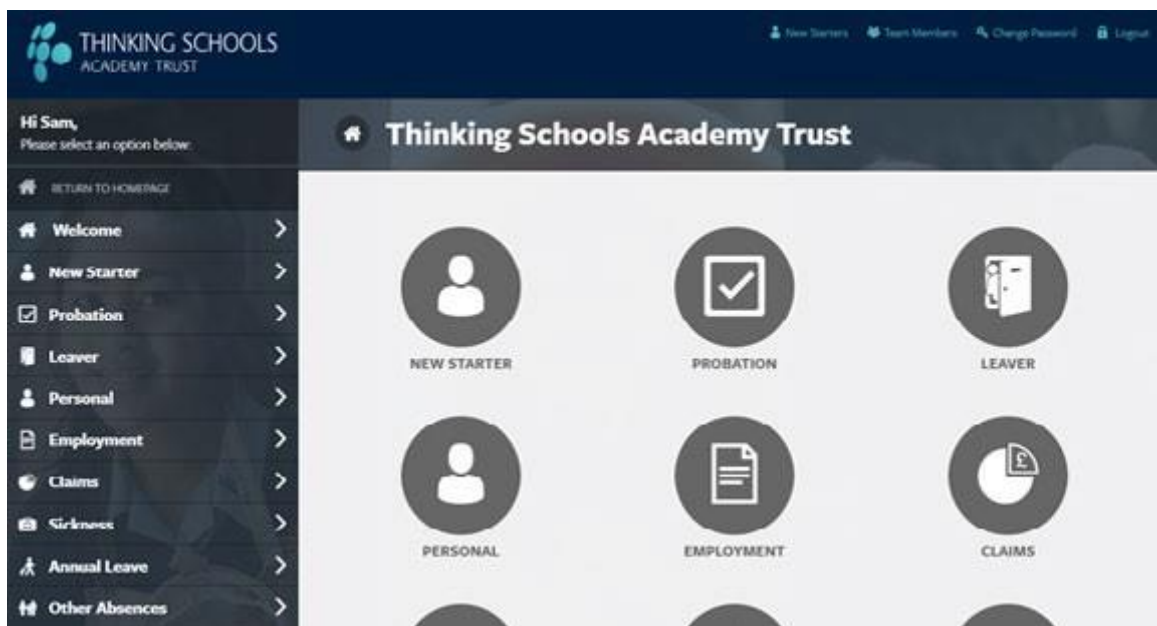 THINKING SCHOOLS
ACADEMY TRUST
New Starters Team Members Change Password Logout
Hi Sam,
Please select an option below:
RETURN TO HOMEPAGE
Welcome
New Starter
Probation
Leaver
Personal
Employment
Claims
Sickness
Annual Leave
Other Absences
Thinking Schools Academy Trust
NEW STARTER PROBATION LEAVER
£
PERSONAL EMPLOYMENT CLAIMS